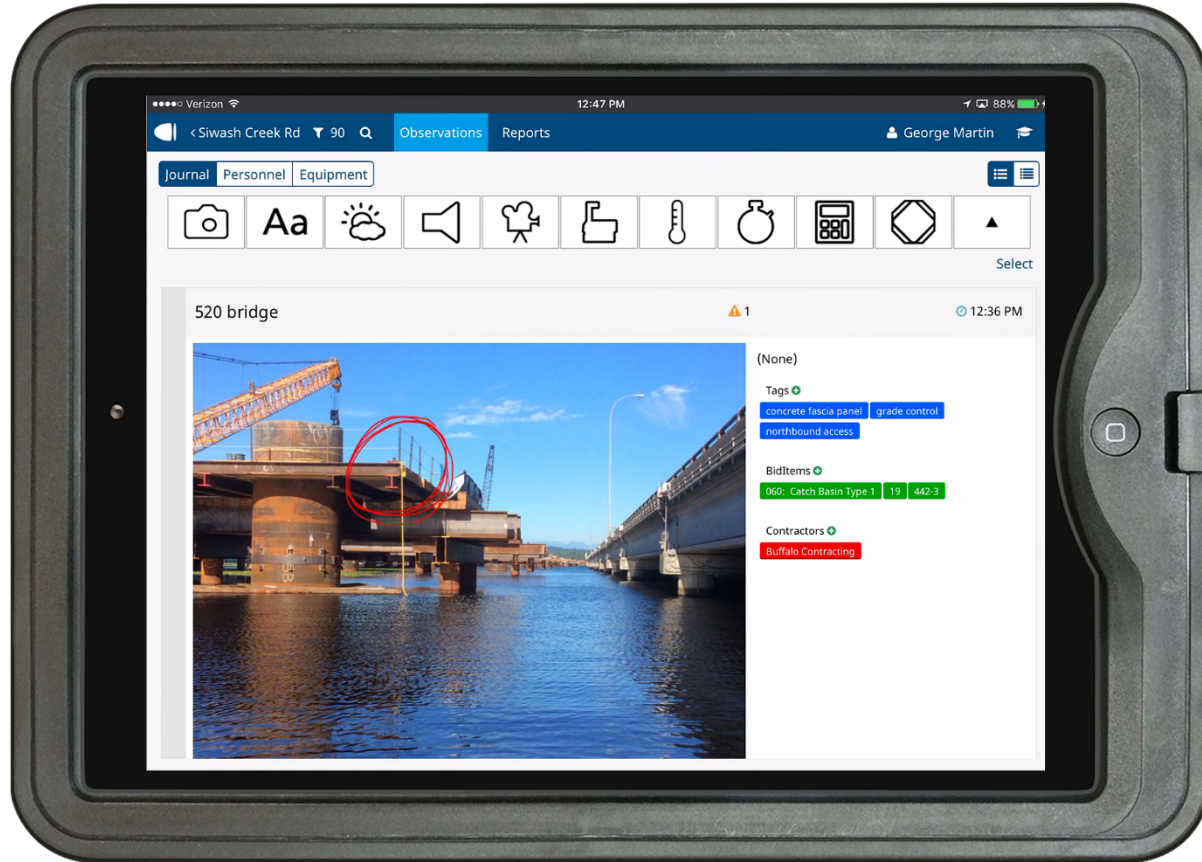 Verizon 12:47 PM 88%
< Siwash Creek Rd 90 Observations Reports George Martin
Journal Personnel Equipment
Aa
Select
520 bridge 1 12:36 PM
(None)
Tags
concrete fascia panel grade control
northbound access
BidItems
060: Catch Basin Type 1 19 442-3
Contractors
Buffalo Contracting